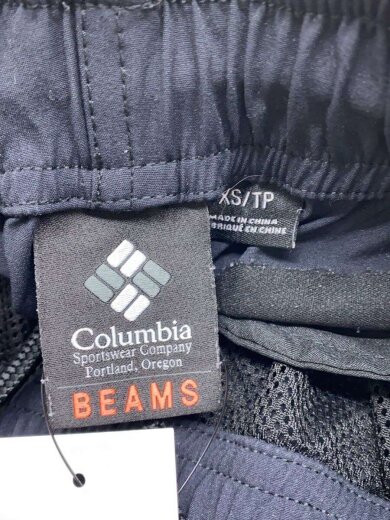 XS/TP
MADE IN CHINA
FABRIQUÉ EN CHINE
Columbia
Sportswear Company
Portland, Oregon
BEAMS